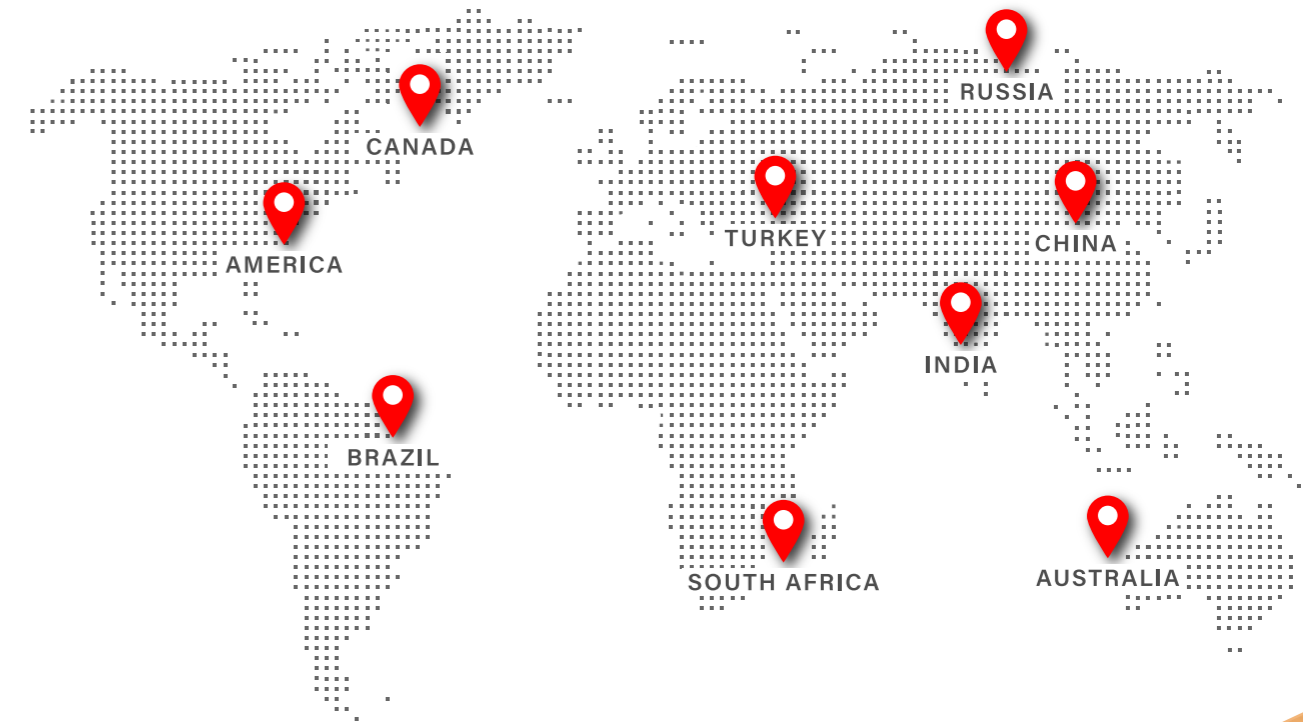 RUSSIA
CANADA
TURKEY
CHINA
AMERICA
INDIA
BRAZIL
SOUTH AFRICA
AUSTRALIA